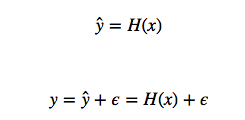 ŷ = H(x)
y = ŷ + ϵ = H(x) + ϵ